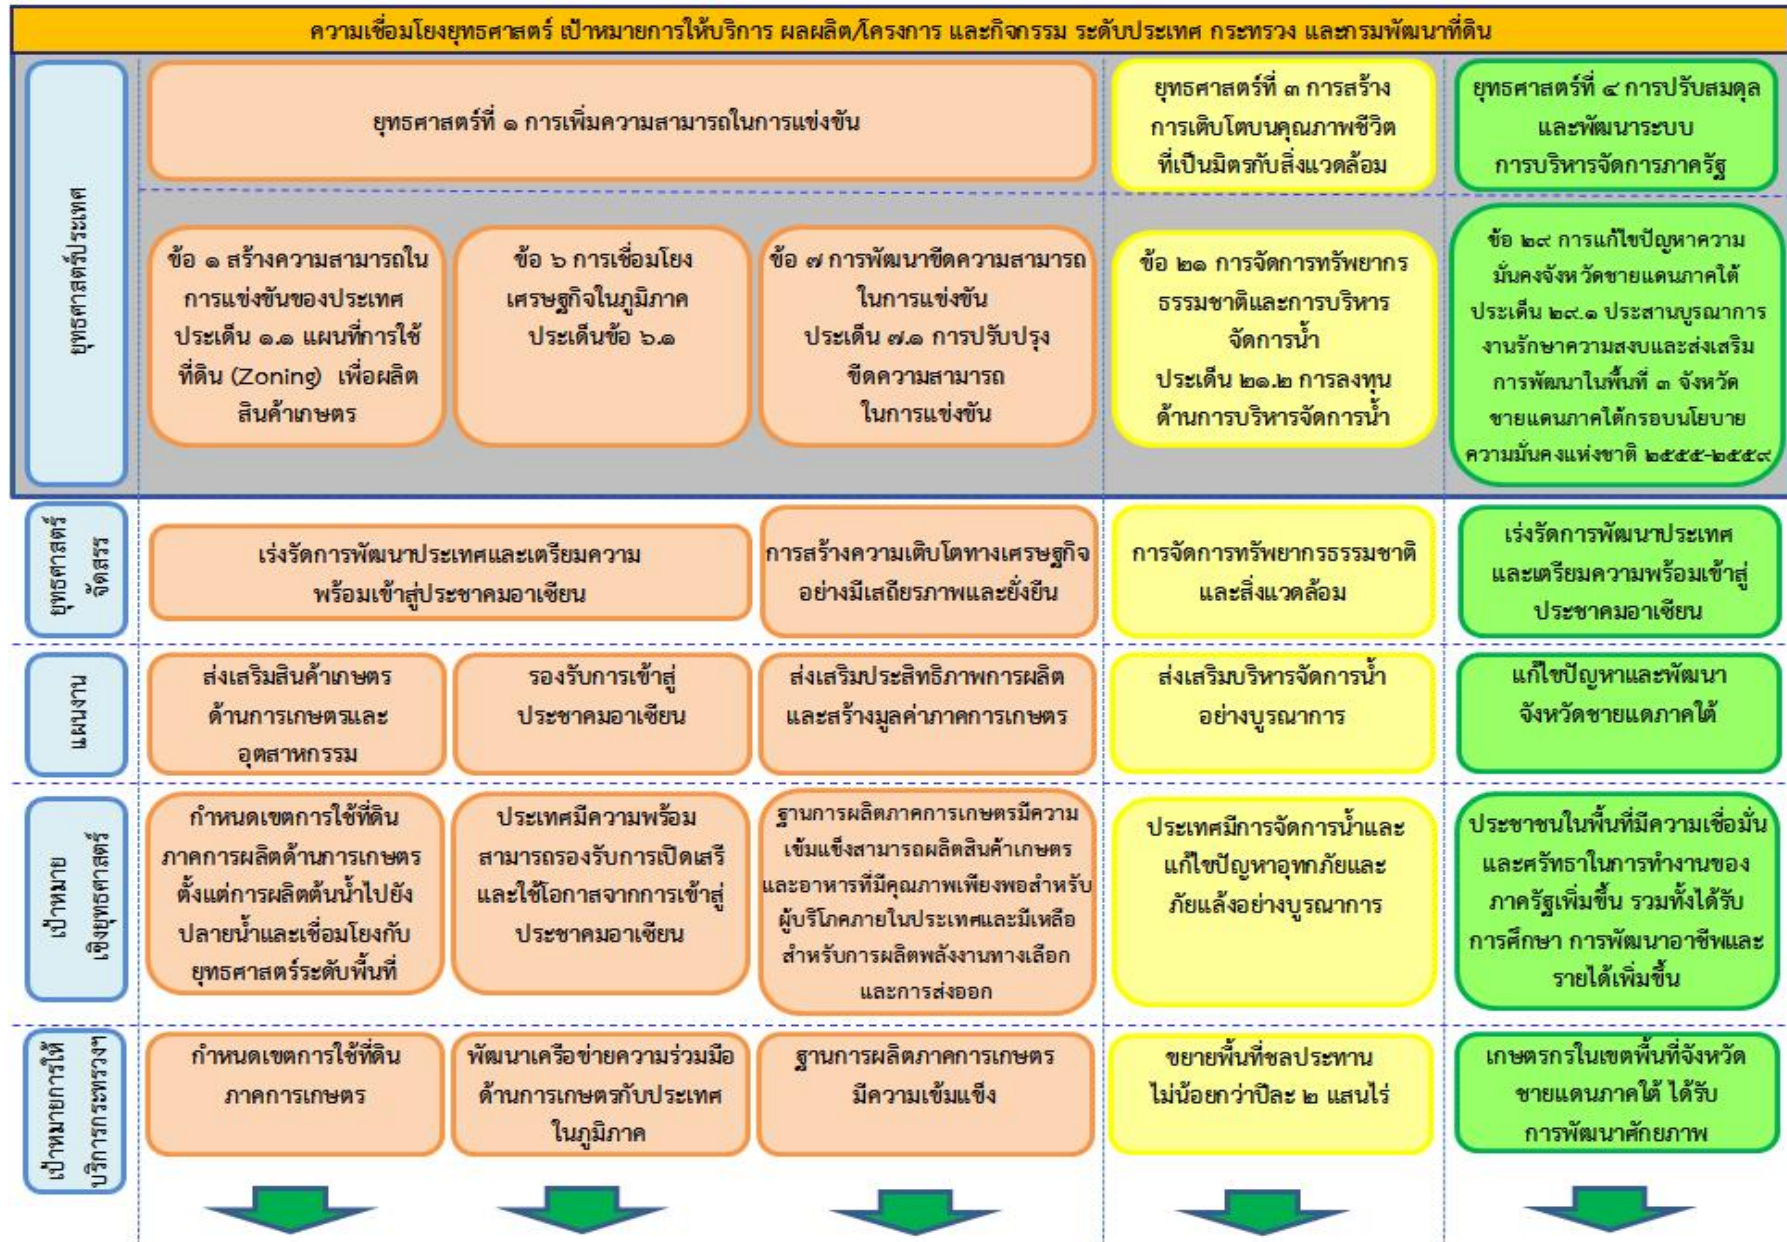 ความเชื่อมโยงยุทธศาสตร์ เป้าหมายการให้บริการ ผลผลิต/โครงการ และกิจกรรม ระดับประเทศ กระทรวง และกรมพัฒนาที่ดิน
ยุทธศาสตร์ประเทศ
ยุทธศาสตร์ที่ ๑ การเพิ่มความสามารถในการแข่งขัน
ยุทธศาสตร์ที่ ๓ การสร้าง
การเติบโตบนคุณภาพชีวิต
ที่เป็นมิตรกับสิ่งแวดล้อม
ยุทธศาสตร์ที่ ๔ การปรับสมดุล
และพัฒนาระบบ
การบริหารจัดการภาครัฐ
ข้อ ๑ สร้างความสามารถใน
การแข่งขันของประเทศ
ประเด็น ๑.๑ แผนที่การใช้
ที่ดิน (Zoning) เพื่อผลิต
สินค้าเกษตร
ข้อ ๖ การเชื่อมโยง
เศรษฐกิจในภูมิภาค
ประเด็นข้อ ๖.๑
ข้อ ๗ การพัฒนาขีดความสามารถ
ในการแข่งขัน
ประเด็น ๗.๑ การปรับปรุง
ขีดความสามารถ
ในการแข่งขัน
ข้อ ๒๑ การจัดการทรัพยากร
ธรรมชาติและการบริหาร
จัดการน้ำ
ประเด็น ๒๑.๒ การลงทุน
ด้านการบริหารจัดการน้ำ
ข้อ ๒๙ การแก้ไขปัญหาความ
มั่นคงจังหวัดชายแดนภาคใต้
ประเด็น ๒๙.๑ ประสานบูรณาการ
งานรักษาความสงบและส่งเสริม
การพัฒนาในพื้นที่ ๓ จังหวัด
ชายแดนภาคใต้กรอบนโยบาย
ความมั่นคงแห่งชาติ ๒๕๕๕-๒๕๕๙
ยุทธศาสตร์
จัดสรร
เร่งรัดการพัฒนาประเทศและเตรียมความ
พร้อมเข้าสู่ประชาคมอาเซียน
การสร้างความเติบโตทางเศรษฐกิจ
อย่างมีเสถียรภาพและยั่งยืน
การจัดการทรัพยากรธรรมชาติ
และสิ่งแวดล้อม
เร่งรัดการพัฒนาประเทศ
และเตรียมความพร้อมเข้าสู่
ประชาคมอาเซียน
แผนงาน
ส่งเสริมสินค้าเกษตร
ด้านการเกษตรและ
อุตสาหกรรม
รองรับการเข้าสู่
ประชาคมอาเซียน
ส่งเสริมประสิทธิภาพการผลิต
และสร้างมูลค่าภาคการเกษตร
ส่งเสริมบริหารจัดการน้ำ
อย่างบูรณาการ
แก้ไขปัญหาและพัฒนา
จังหวัดชายแดภาคใต้
เป้าหมาย
เชิงยุทธศาสตร์
กำหนดเขตการใช้ที่ดิน
ภาคการผลิตด้านการเกษตร
ตั้งแต่การผลิตต้นน้ำไปยัง
ปลายน้ำและเชื่อมโยงกับ
ยุทธศาสตร์ระดับพื้นที่
ประเทศมีความพร้อม
สามารถรองรับการเปิดเสรี
และใช้โอกาสจากการเข้าสู่
ประชาคมอาเซียน
ฐานการผลิตภาคการเกษตรมีความ
เข้มแข็งสามารถผลิตสินค้าเกษตร
และอาหารที่มีคุณภาพเพียงพอสำหรับ
ผู้บริโภคภายในประเทศและมีเหลือ
สำหรับการผลิตพลังงานทางเลือก
และการส่งออก
ประเทศมีการจัดการน้ำและ
แก้ไขปัญหาอุทกภัยและ
ภัยแล้งอย่างบูรณาการ
ประชาชนในพื้นที่มีความเชื่อมั่น
และศรัทธาในการทำงานของ
ภาครัฐเพิ่มขึ้น รวมทั้งได้รับ
การศึกษา การพัฒนาอาชีพและ
รายได้เพิ่มขึ้น
เป้าหมายการให้
บริการกระทรวงฯ
กำหนดเขตการใช้ที่ดิน
ภาคการเกษตร
พัฒนาเครือข่ายความร่วมมือ
ด้านการเกษตรกับประเทศ
ในภูมิภาค
ฐานการผลิตภาคการเกษตร
มีความเข้มแข็ง
ขยายพื้นที่ชลประทาน
ไม่น้อยกว่าปีละ ๒ แสนไร่
เกษตรกรในเขตพื้นที่จังหวัด
ชายแดนภาคใต้ ได้รับ
การพัฒนาศักยภาพ